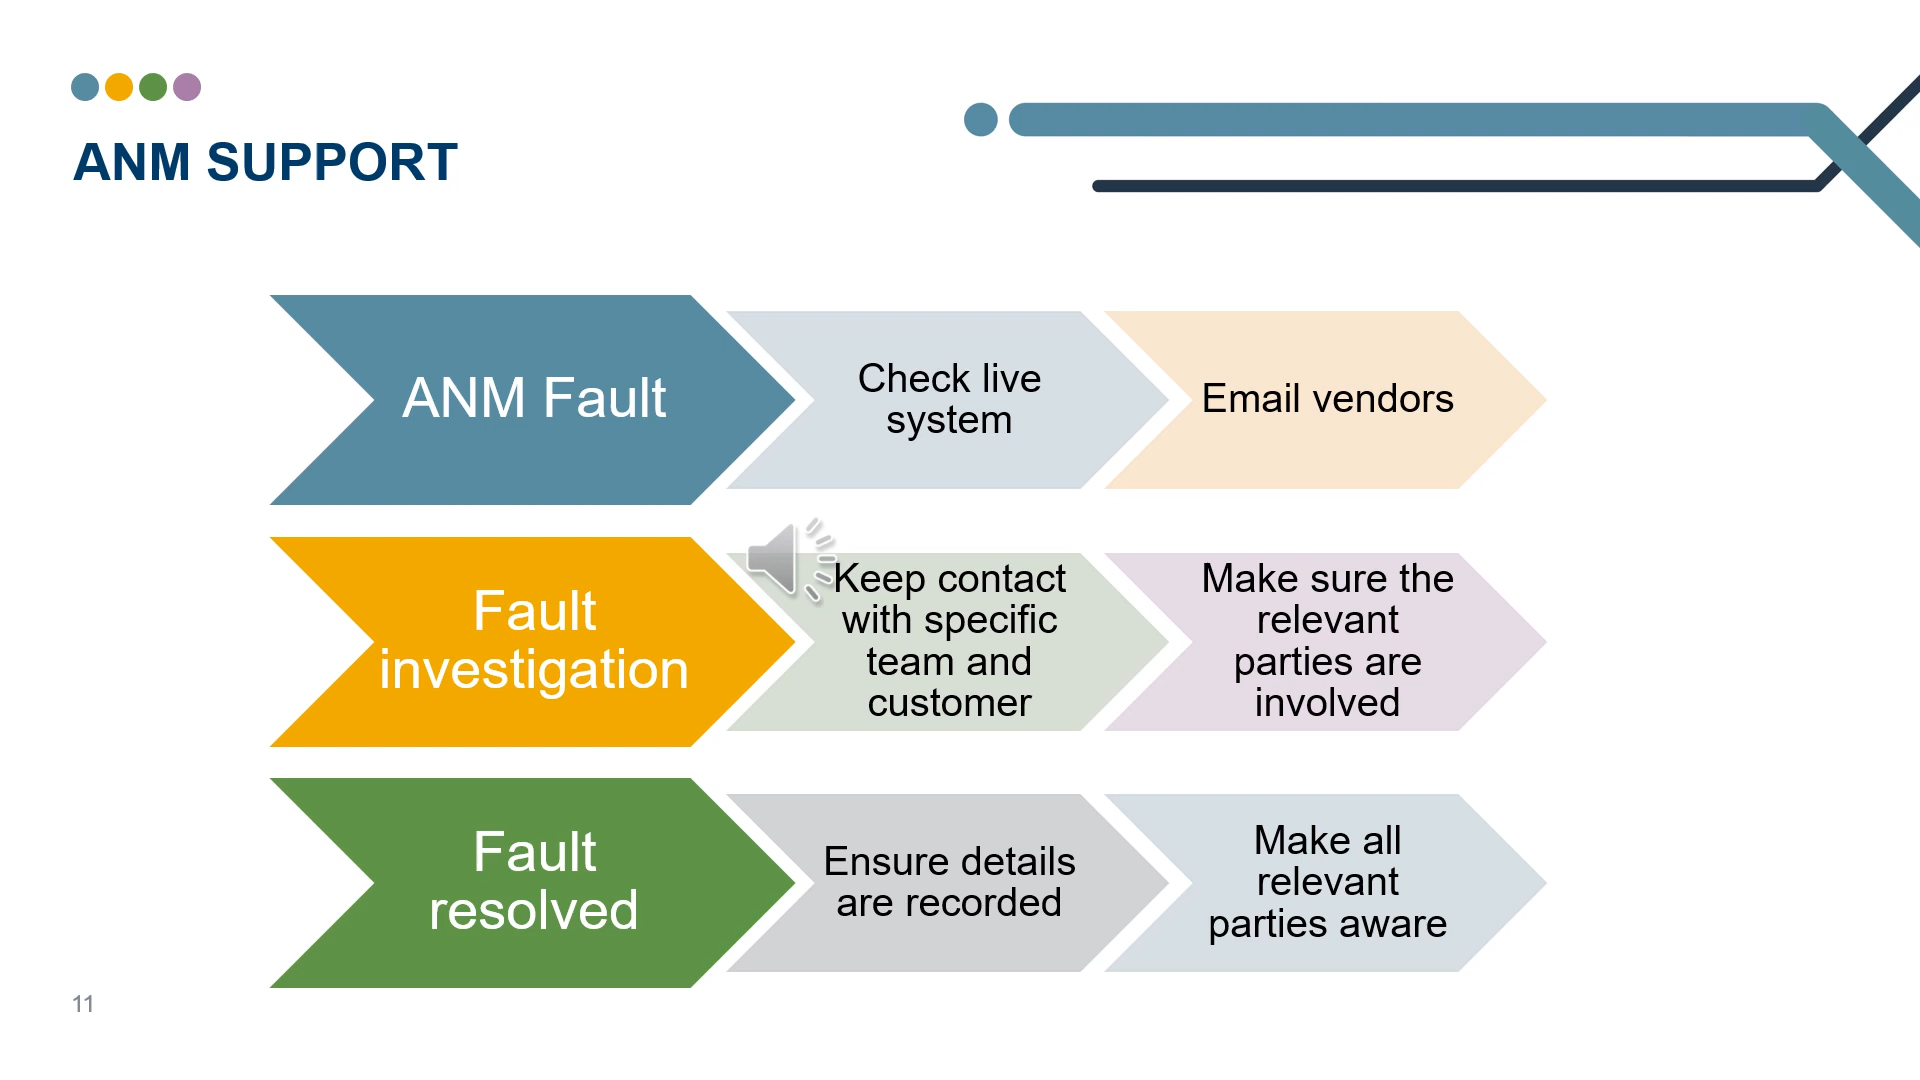 ANM SUPPORT
ANM Fault
Check live
system
Email vendors
Fault
investigation
Keep contact
with specific
team and
customer
Make sure the
relevant
parties are
involved
Fault
resolved
Ensure details
are recorded
Make all
relevant
parties aware
11